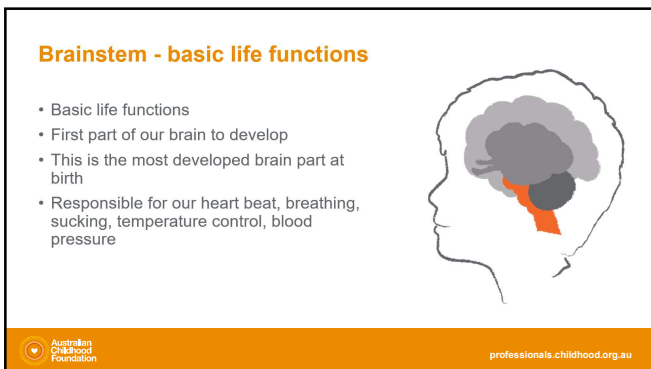 Brainstem - basic life functions
• Basic life functions
• First part of our brain to develop
• This is the most developed brain part at
birth
• Responsible for our heart beat, breathing,
sucking, temperature control, blood
pressure
Australian
Childhood
Foundation
professionals.childhood.org.au